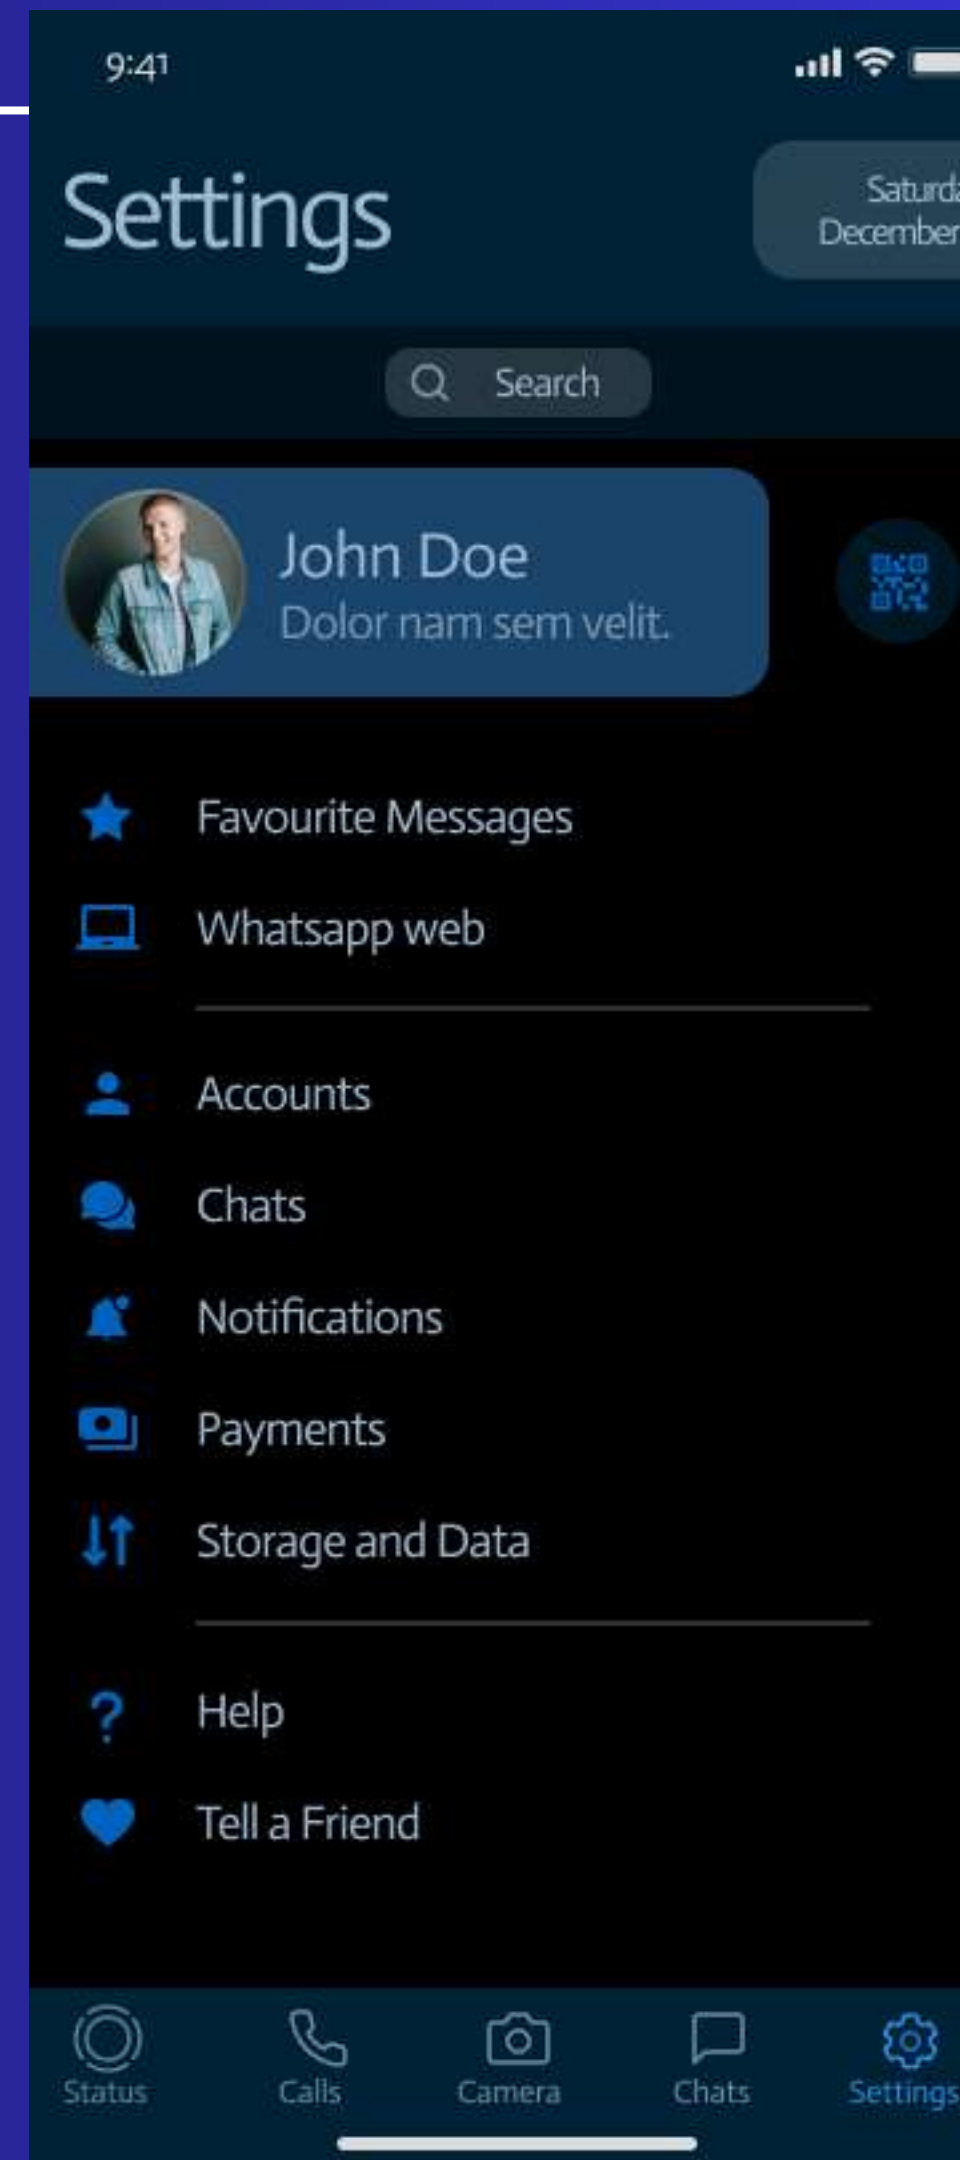 9:41
Settings
December
Search
John Doe
Dolor nam sem velit.
Favourite Messages
Whatsapp web
Accounts
Chats
Notifications
Payments
Storage and Data
Help
Tell a Friend
Status
Calls
Camera
Chats
Settings